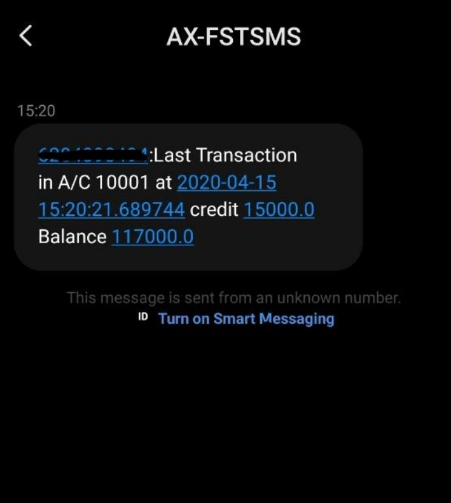 AX-FSTSMS
15:20
:Last Transaction
in A/C 10001 at 2020-04-15
15:20:21.689744 credit 15000.0
Balance 117000.0
This message is sent from an unknown number.
ID Turn on Smart Messaging